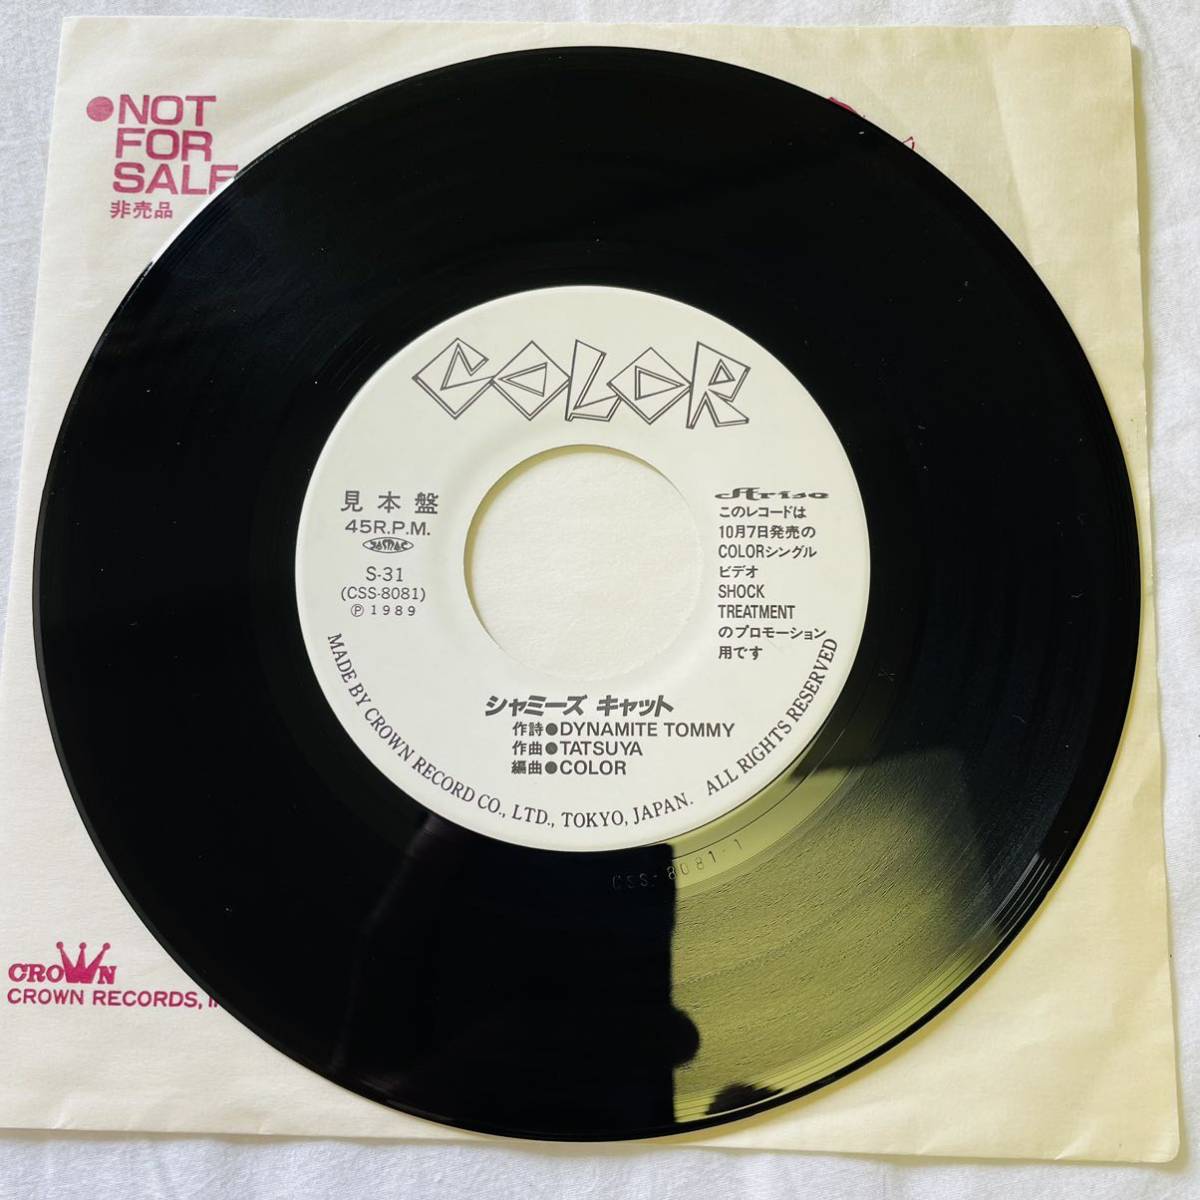 ●NOT
FOR
SALE
非売品
COLOR
見本盤
45R.P.M.
S-31
(CSS-8081)
Ⓟ1989
Arise
このレコードは
10月7日発売の
COLORシングル
ビデオ
SHOCK
TREATMENT
のプロモーション
用です
シャミーズ キャット
作詩●DYNAMITE TOMMY
作曲●TATSUYA
編曲●COLOR
MADE BY CROWN RECORD CO., LTD., TOKYO, JAPAN. ALL RIGHTS RESERVED
CSS-8081-1
CROWN
CROWN RECORDS,